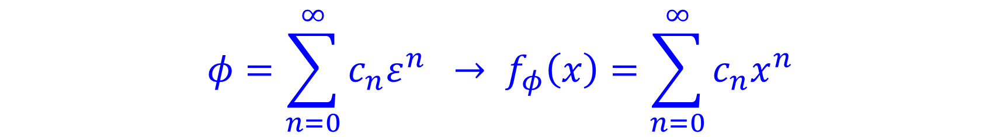 ϕ = ∑_{n=0}^{∞} c_n ε^n → f_ϕ(x) = ∑_{n=0}^{∞} c_n x^n